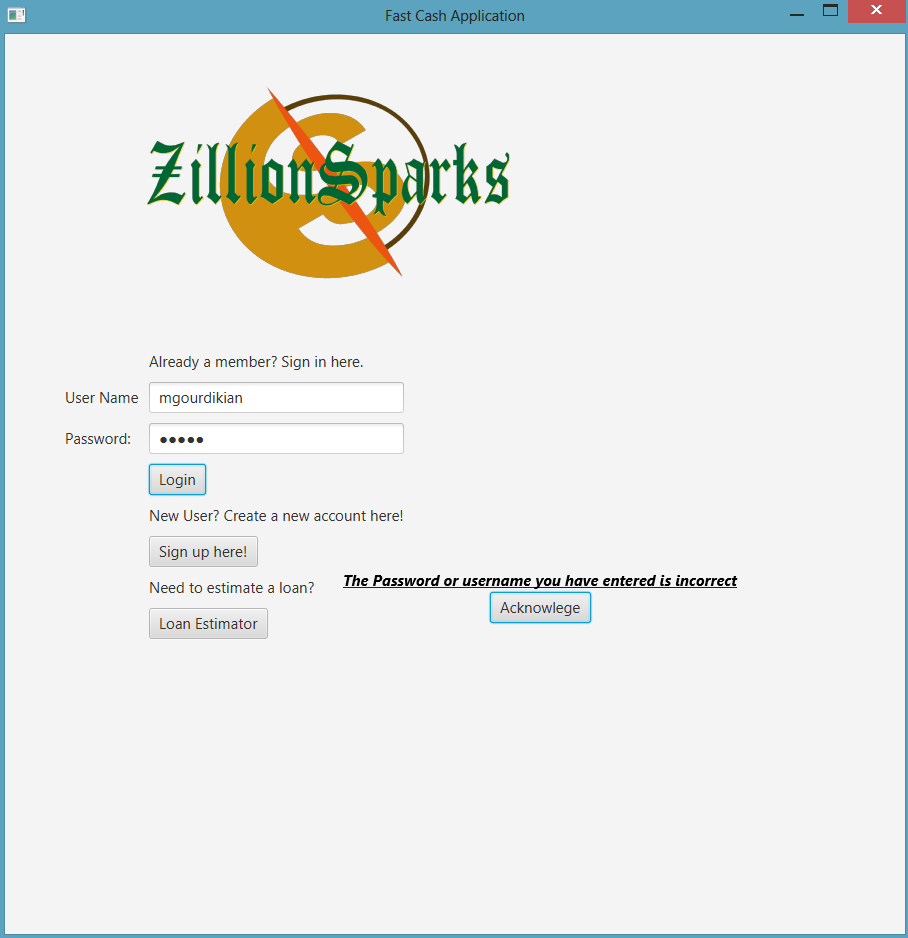 Fast Cash Application
ZillionSparks
Already a member? Sign in here.
User Name mgourdikian
Password: ●●●●●
Login
New User? Create a new account here!
Sign up here!
The Password or username you have entered is incorrect
Need to estimate a loan?
Acknowlege
Loan Estimator